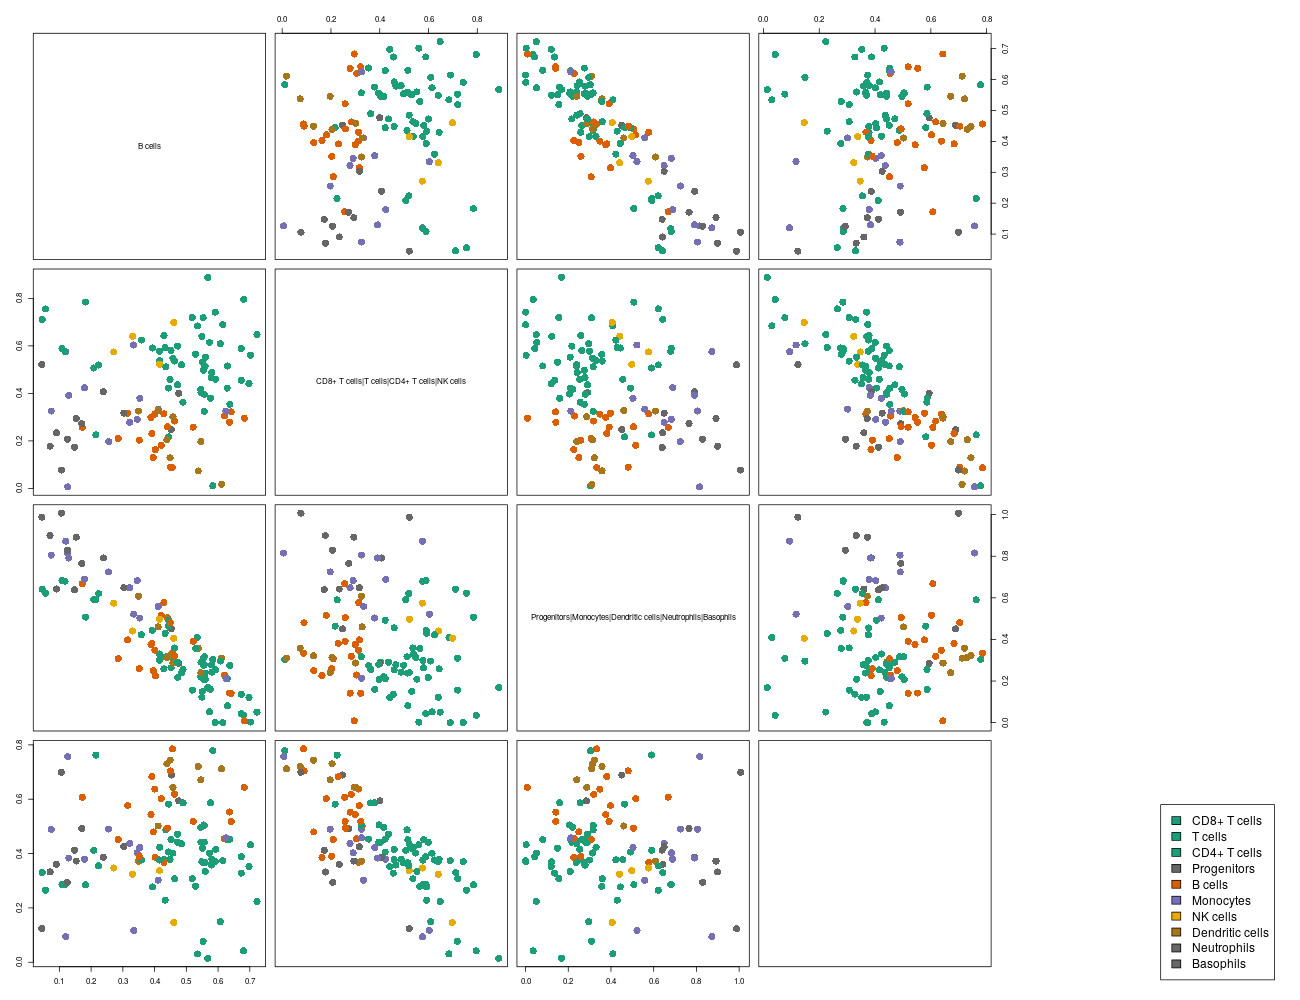 0.0 0.2 0.4 0.6 0.8
0.0 0.2 0.4 0.6 0.8
B cells
0.1 0.2 0.3 0.4 0.5 0.6 0.7
0.0 0.2 0.4 0.6 0.8
CD8+ T cells|T cells|CD4+ T cells|NK cells
Progenitors|Monocytes|Dendritic cells|Neutrophils|Basophils
0.0 0.2 0.4 0.6 0.8 1.0
0.0 0.2 0.4 0.6 0.8
0.1 0.2 0.3 0.4 0.5 0.6 0.7
0.0 0.2 0.4 0.6 0.8 1.0
CD8+ T cells
T cells
CD4+ T cells
Progenitors
B cells
Monocytes
NK cells
Dendritic cells
Neutrophils
Basophils